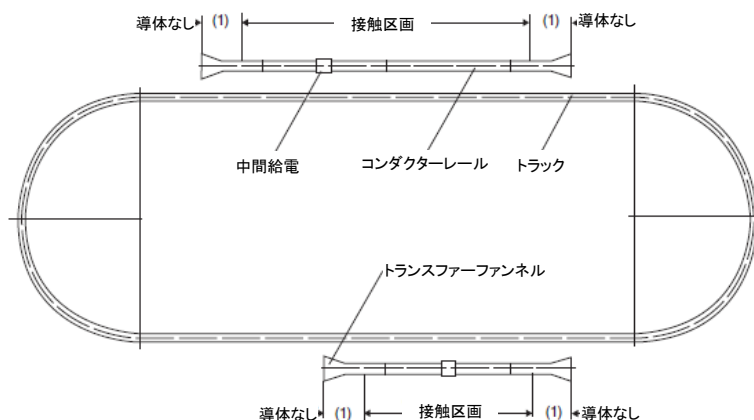 導体なし (1) 接触区画 (1) 導体なし
中間給電 コンダクターレール トラック
トランスファーファンネル
導体なし (1) 接触区画 (1) 導体なし